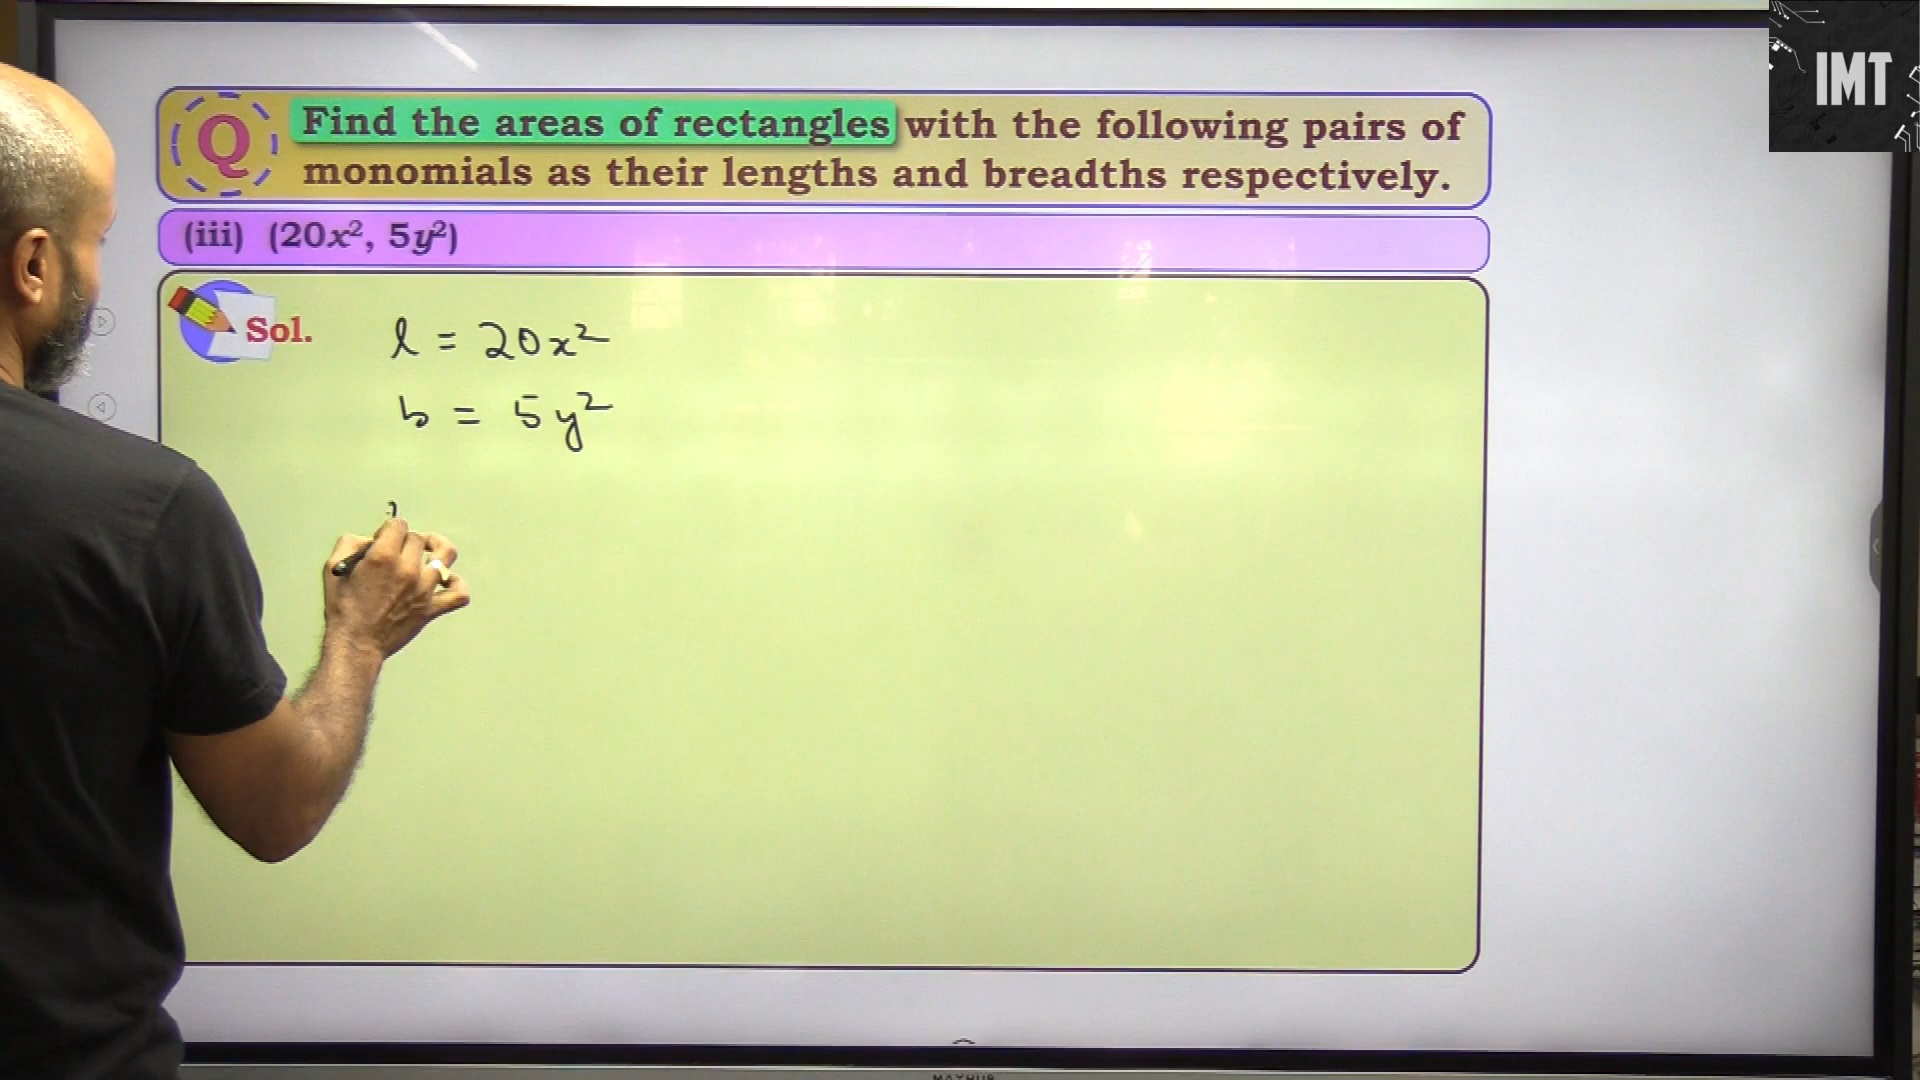 IMT
Q Find the areas of rectangles with the following pairs of
monomials as their lengths and breadths respectively.
(iii) (20x², 5y²)
Sol. l = 20x²
b = 5y²